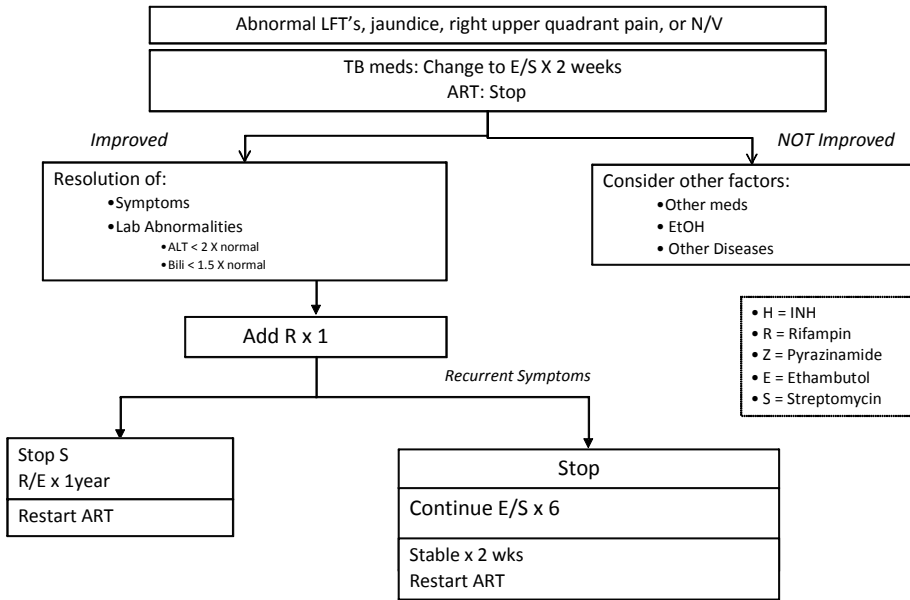 Abnormal LFT's, jaundice, right upper quadrant pain, or N/V
TB meds: Change to E/S X 2 weeks
ART: Stop
Improved
NOT Improved
Resolution of:
•Symptoms
•Lab Abnormalities
•ALT < 2 X normal
•Bili < 1.5 X normal
Consider other factors:
•Other meds
•EtOH
•Other Diseases
Add R x 1
• H = INH
• R = Rifampin
• Z = Pyrazinamide
• E = Ethambutol
• S = Streptomycin
Recurrent Symptoms
Stop S
R/E x 1year
Restart ART
Stop
Continue E/S x 6
Stable x 2 wks
Restart ART